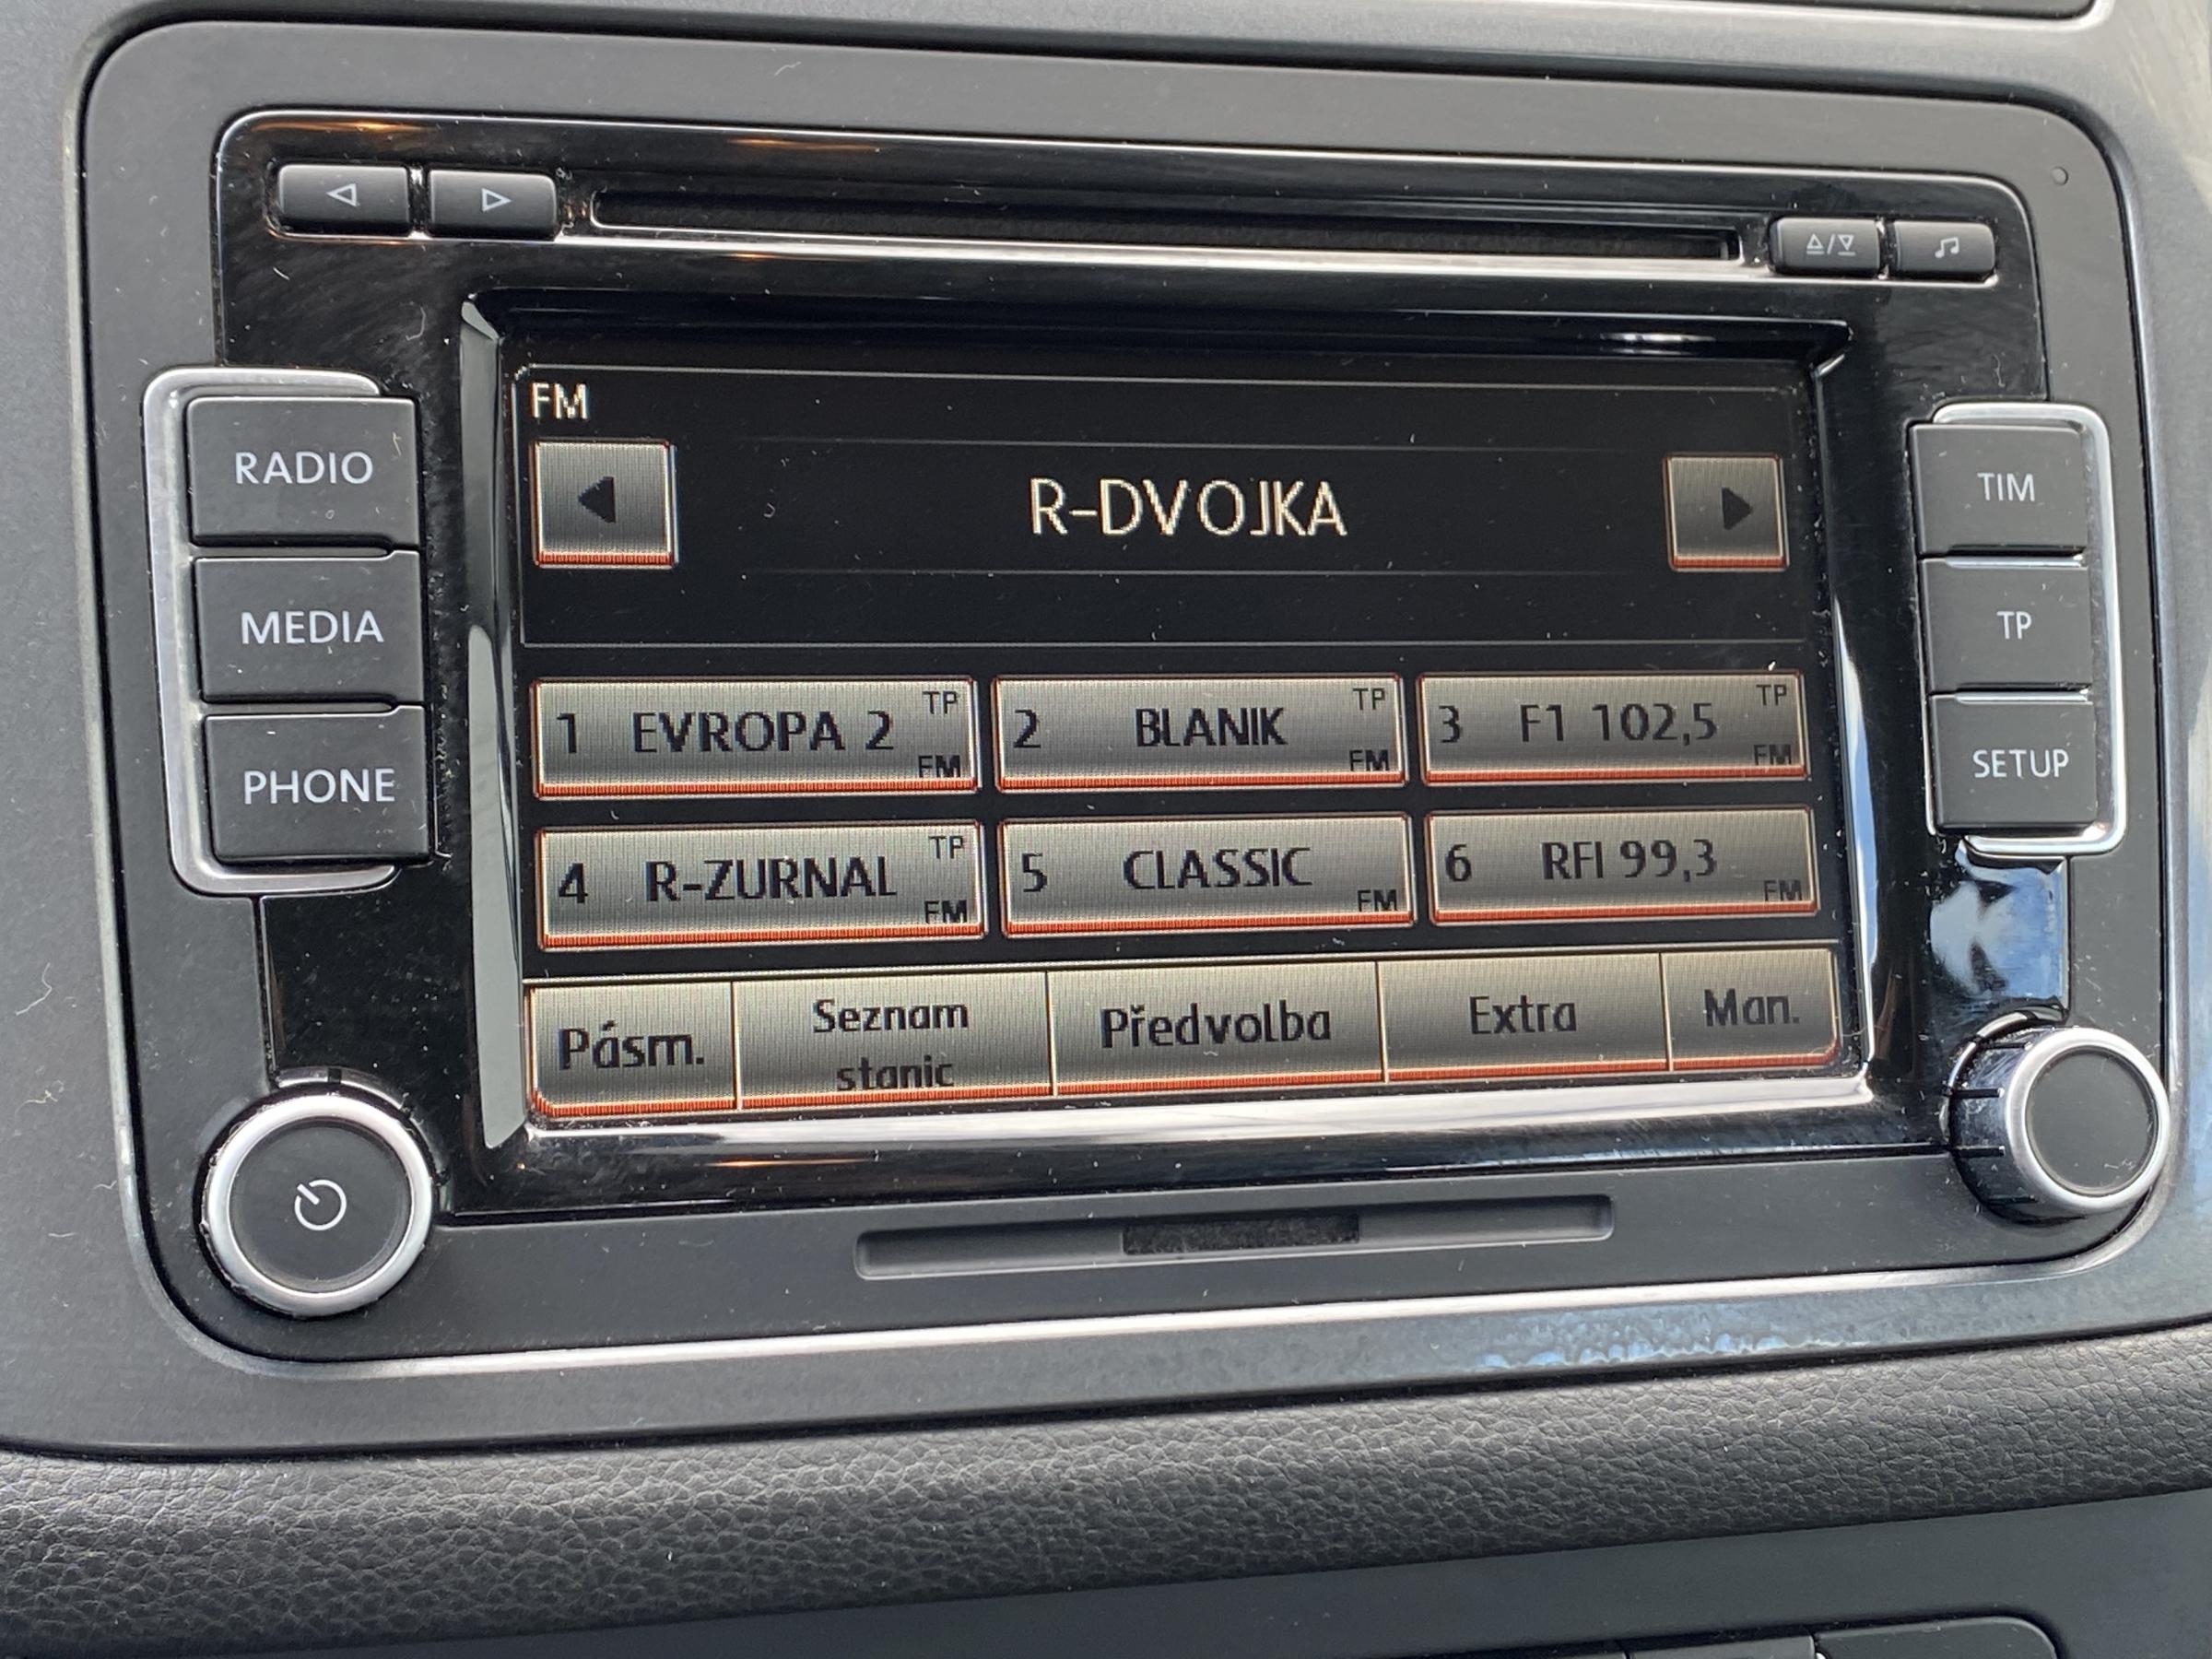 FM
R-DVOJKA
RADIO
MEDIA
PHONE
TIM
TP
SETUP
1 EVROPA 2 TP FM
2 BLANIK TP FM
3 F1 102,5 TP FM
4 R-ZURNAL TP FM
5 CLASSIC FM
6 RFI 99,3 FM
Pásm.
Seznam
stanic
Předvolba
Extra
Man.